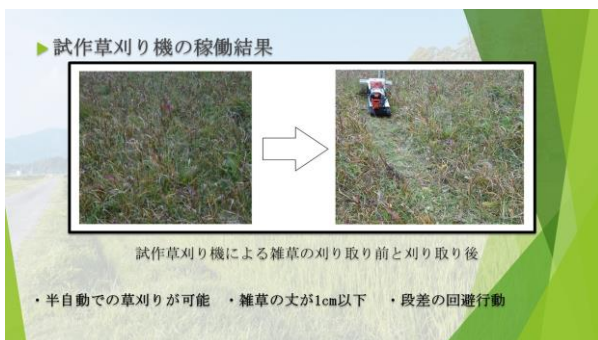 試作草刈り機の稼働結果
試作草刈り機による雑草の刈り取り前と刈り取り後
・半自動での草刈りが可能 ・雑草の丈が1cm以下 ・段差の回避行動